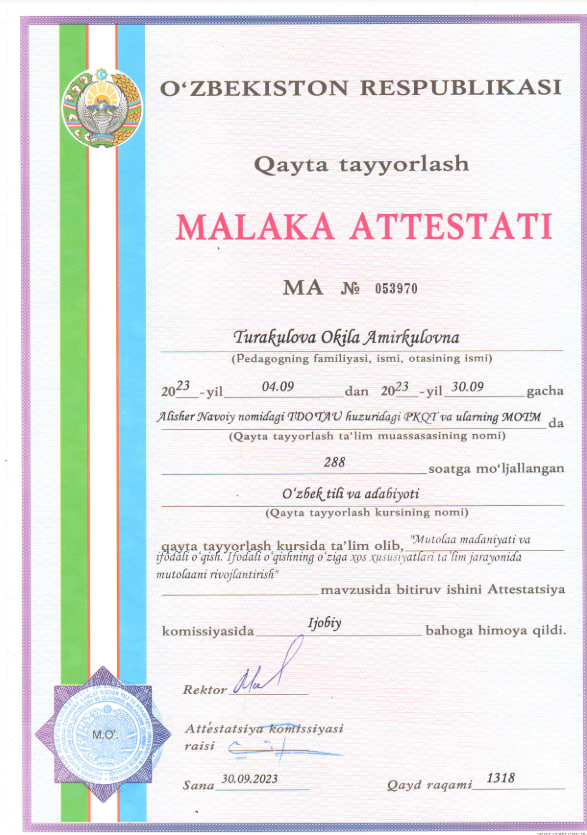 O‘ZBEKISTON RESPUBLIKASI
Qayta tayyorlash
MALAKA ATTESTATI
MA № 053970
Turakulova Okila Amirkulovna
(Pedagogning familiyasi, ismi, otasining ismi)
2023-yil 04.09 dan 2023-yil 30.09 gacha
Alisher Navoiy nomidagi TDO'TAU huzuridagi PKQT va ularning MOTM da
(Qayta tayyorlash ta’lim muassasasining nomi)
288 soatga mo‘ljallangan
O'zbek tili va adabiyoti
(Qayta tayyorlash kursining nomi)
qayta tayyorlash kursida ta’lim olib, "Mutolaa madaniyati va
ifodali o'qish. Ifodali o'qishning o'ziga xos xususiyatlari ta'lim jarayonida
mutolaani rivojlantirish"
mavzusida bitiruv ishini Attestatsiya
komissiyasida Ijobiy bahoga himoya qildi.
Rektor
Attestatsiya komissiyasi
raisi
M.O'.
Sana 30.09.2023 Qayd raqami 1318